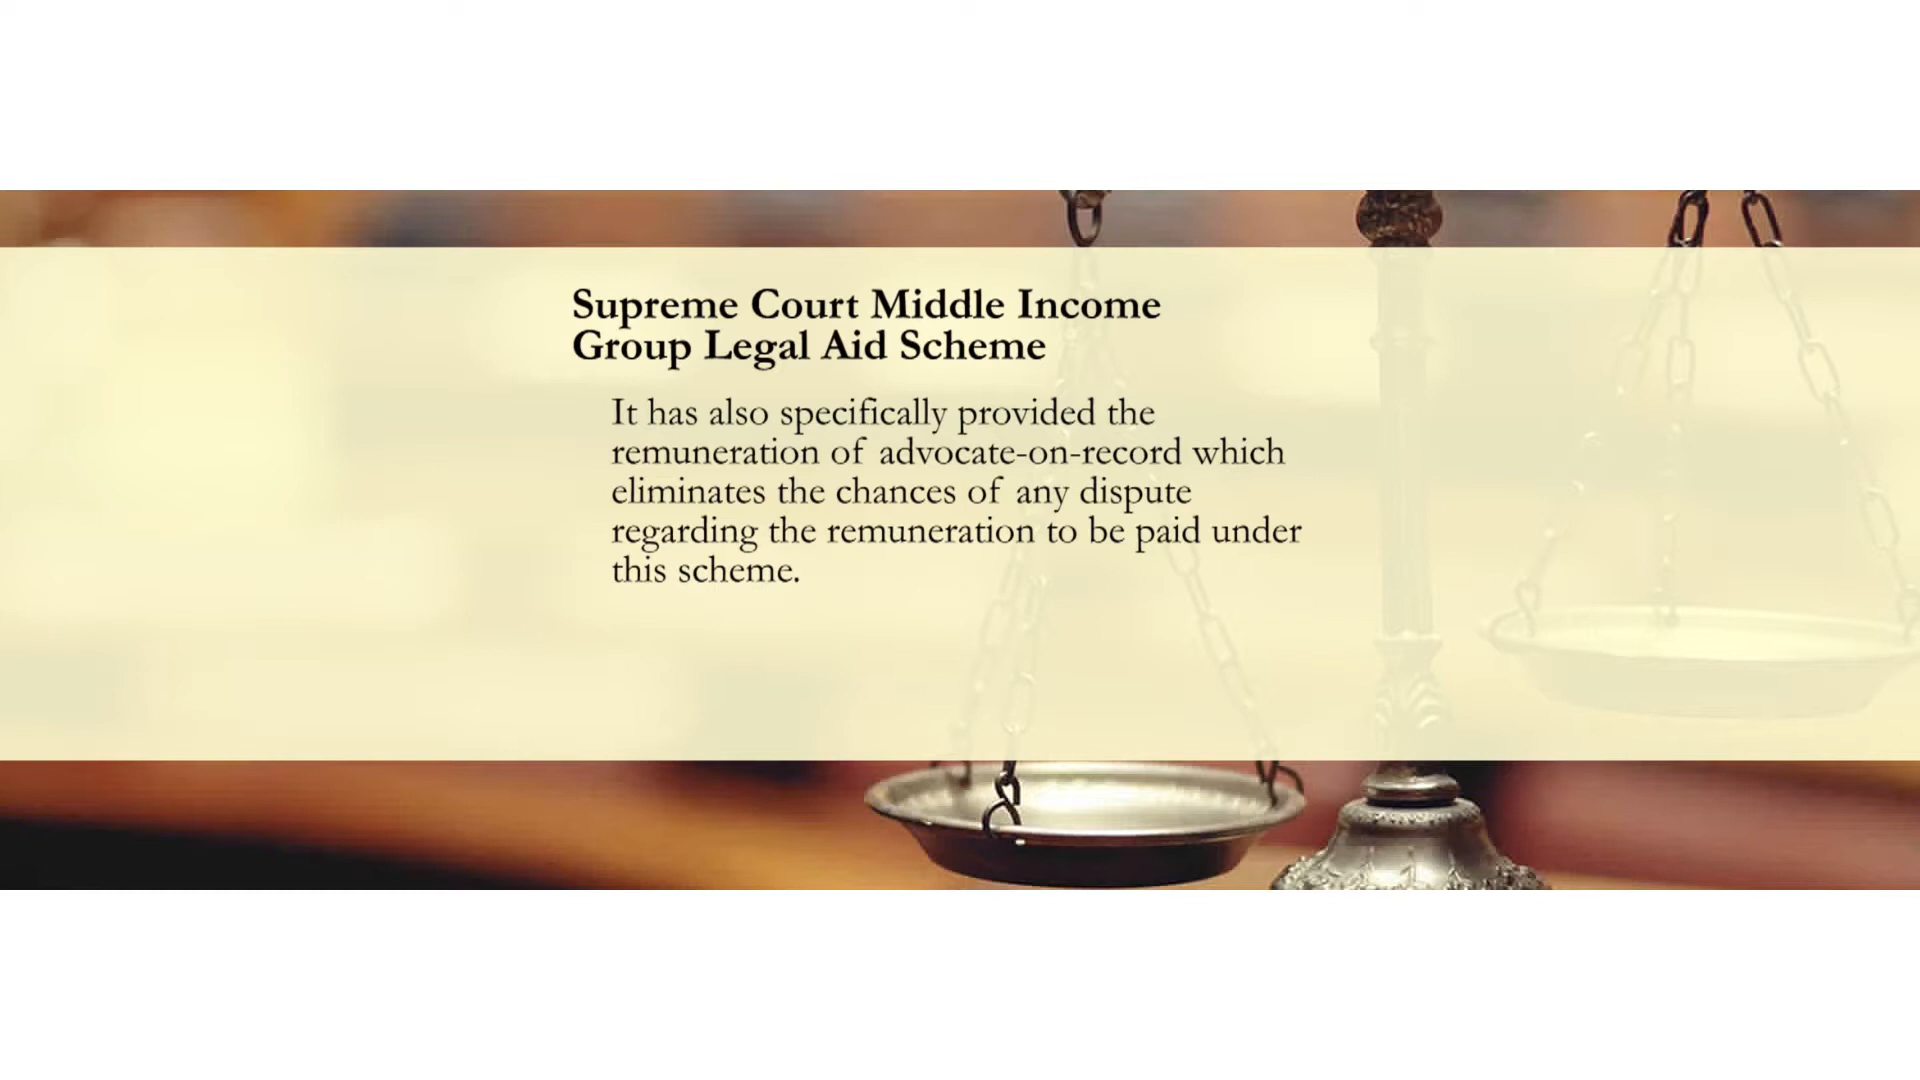 Supreme Court Middle Income
Group Legal Aid Scheme
It has also specifically provided the
remuneration of advocate-on-record which
eliminates the chances of any dispute
regarding the remuneration to be paid under
this scheme.